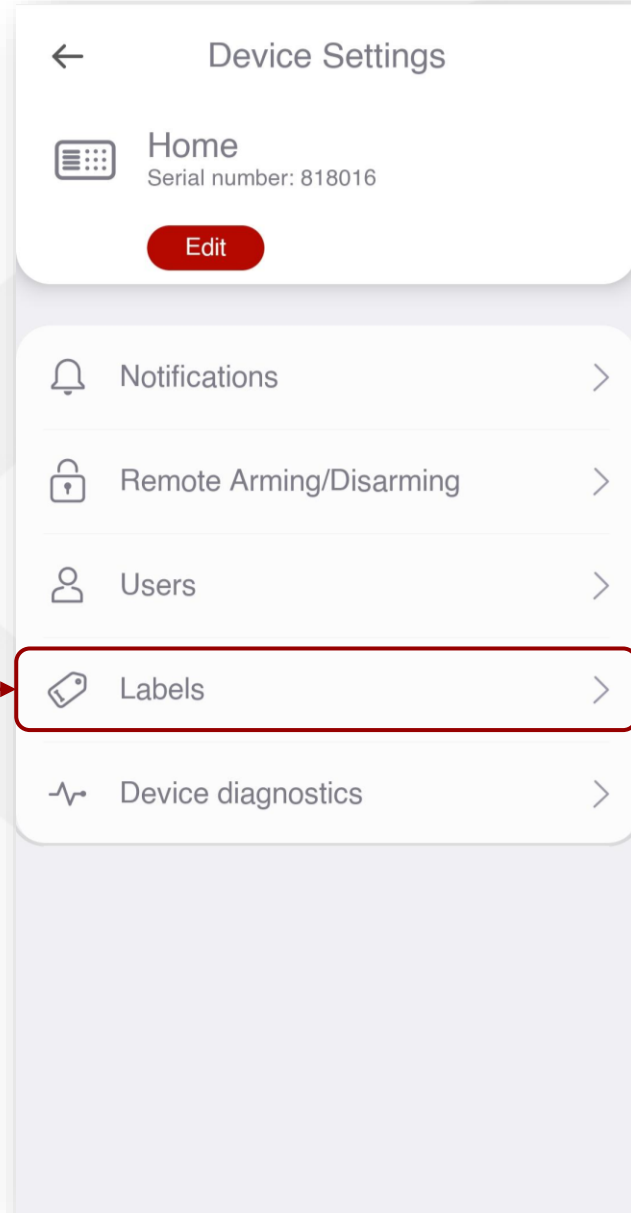 Device Settings
Home
Serial number: 818016
Edit
Notifications
Remote Arming/Disarming
Users
Labels
Device diagnostics